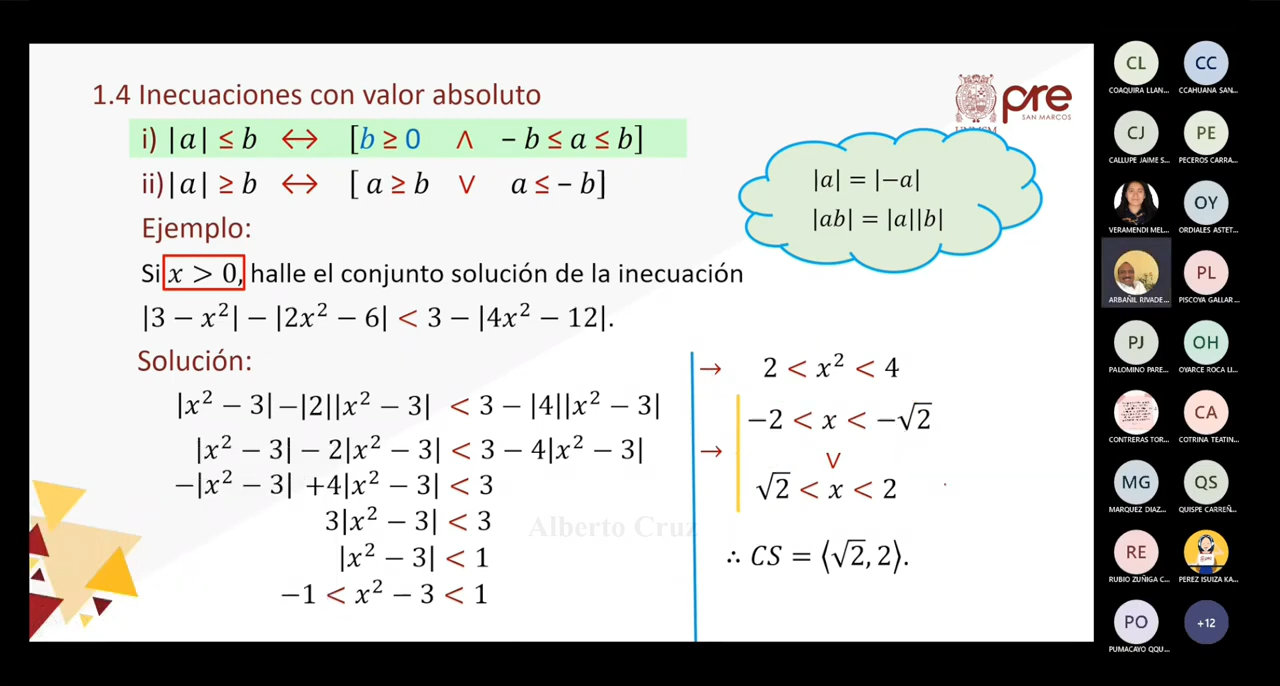 1.4 Inecuaciones con valor absoluto
i) |a| ≤ b ↔ [b ≥ 0 ∧ − b ≤ a ≤ b]
ii) |a| ≥ b ↔ [ a ≥ b ∨ a ≤ − b]
pre
SAN MARCOS
|a| = |−a|
|ab| = |a||b|
Ejemplo:
Si x > 0, halle el conjunto solución de la inecuación
|3 − x²| − |2x² − 6| < 3 − |4x² − 12|.
Solución:
|x² − 3| −|2||x² − 3| < 3 − |4||x² − 3|
|x² − 3| − 2|x² − 3| < 3 − 4|x² − 3|
−|x² − 3| +4|x² − 3| < 3
3|x² − 3| < 3
|x² − 3| < 1
−1 < x² − 3 < 1
→ 2 < x² < 4
−2 < x < −√2
→ ∨
√2 < x < 2
∴ CS = ⟨√2, 2⟩.
Alberto Cruz
CL CC
COAQUIRA LLAN... CCAHUANA SAN...
CJ PE
CALLUPE JAIME S... PECEROS CARRA...
OY
VERAMENDI MEL... ORDIALES ASTET...
PL
ARBAÑIL RIVADE... PISCOYA GALLAR...
PJ OH
PALOMINO PARE... OYARCE ROCA LI...
CA
CONTRERAS TOR... COTRINA TEATIN...
MG QS
MARQUEZ DIAZ... QUISPE CARREÑ...
RE
RUBIO ZUÑIGA C... PEREZ ISUIZA KA...
PO +12
PUMACAYO QQU...